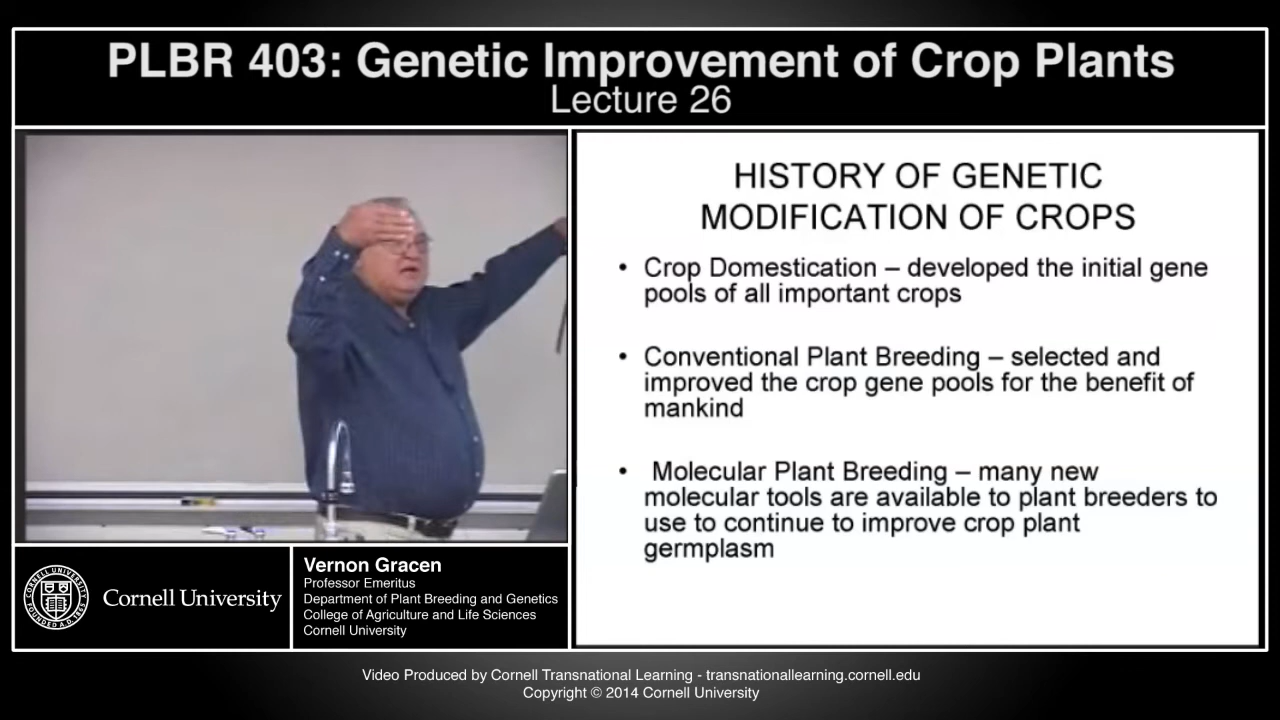 PLBR 403: Genetic Improvement of Crop Plants
Lecture 26
HISTORY OF GENETIC
MODIFICATION OF CROPS
• Crop Domestication – developed the initial gene
pools of all important crops
• Conventional Plant Breeding – selected and
improved the crop gene pools for the benefit of
mankind
• Molecular Plant Breeding – many new
molecular tools are available to plant breeders to
use to continue to improve crop plant
germplasm
Cornell University
Vernon Gracen
Professor Emeritus
Department of Plant Breeding and Genetics
College of Agriculture and Life Sciences
Cornell University
Video Produced by Cornell Transnational Learning - transnationallearning.cornell.edu
Copyright © 2014 Cornell University